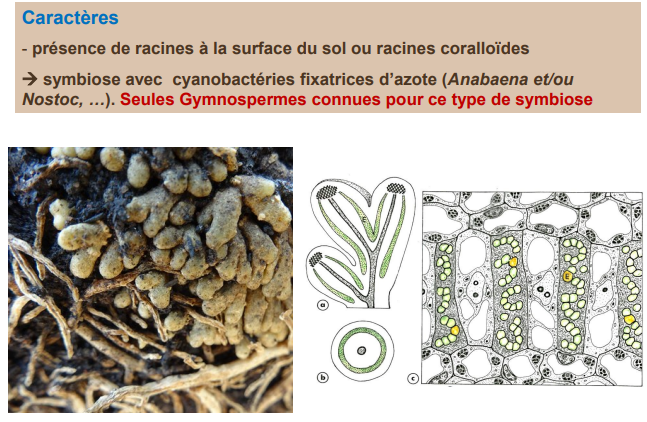 Caractères
- présence de racines à la surface du sol ou racines coralloïdes
→ symbiose avec cyanobactéries fixatrices d'azote (Anabaena et/ou
Nostoc, ...). Seules Gymnospermes connues pour ce type de symbiose
a
b
c
E